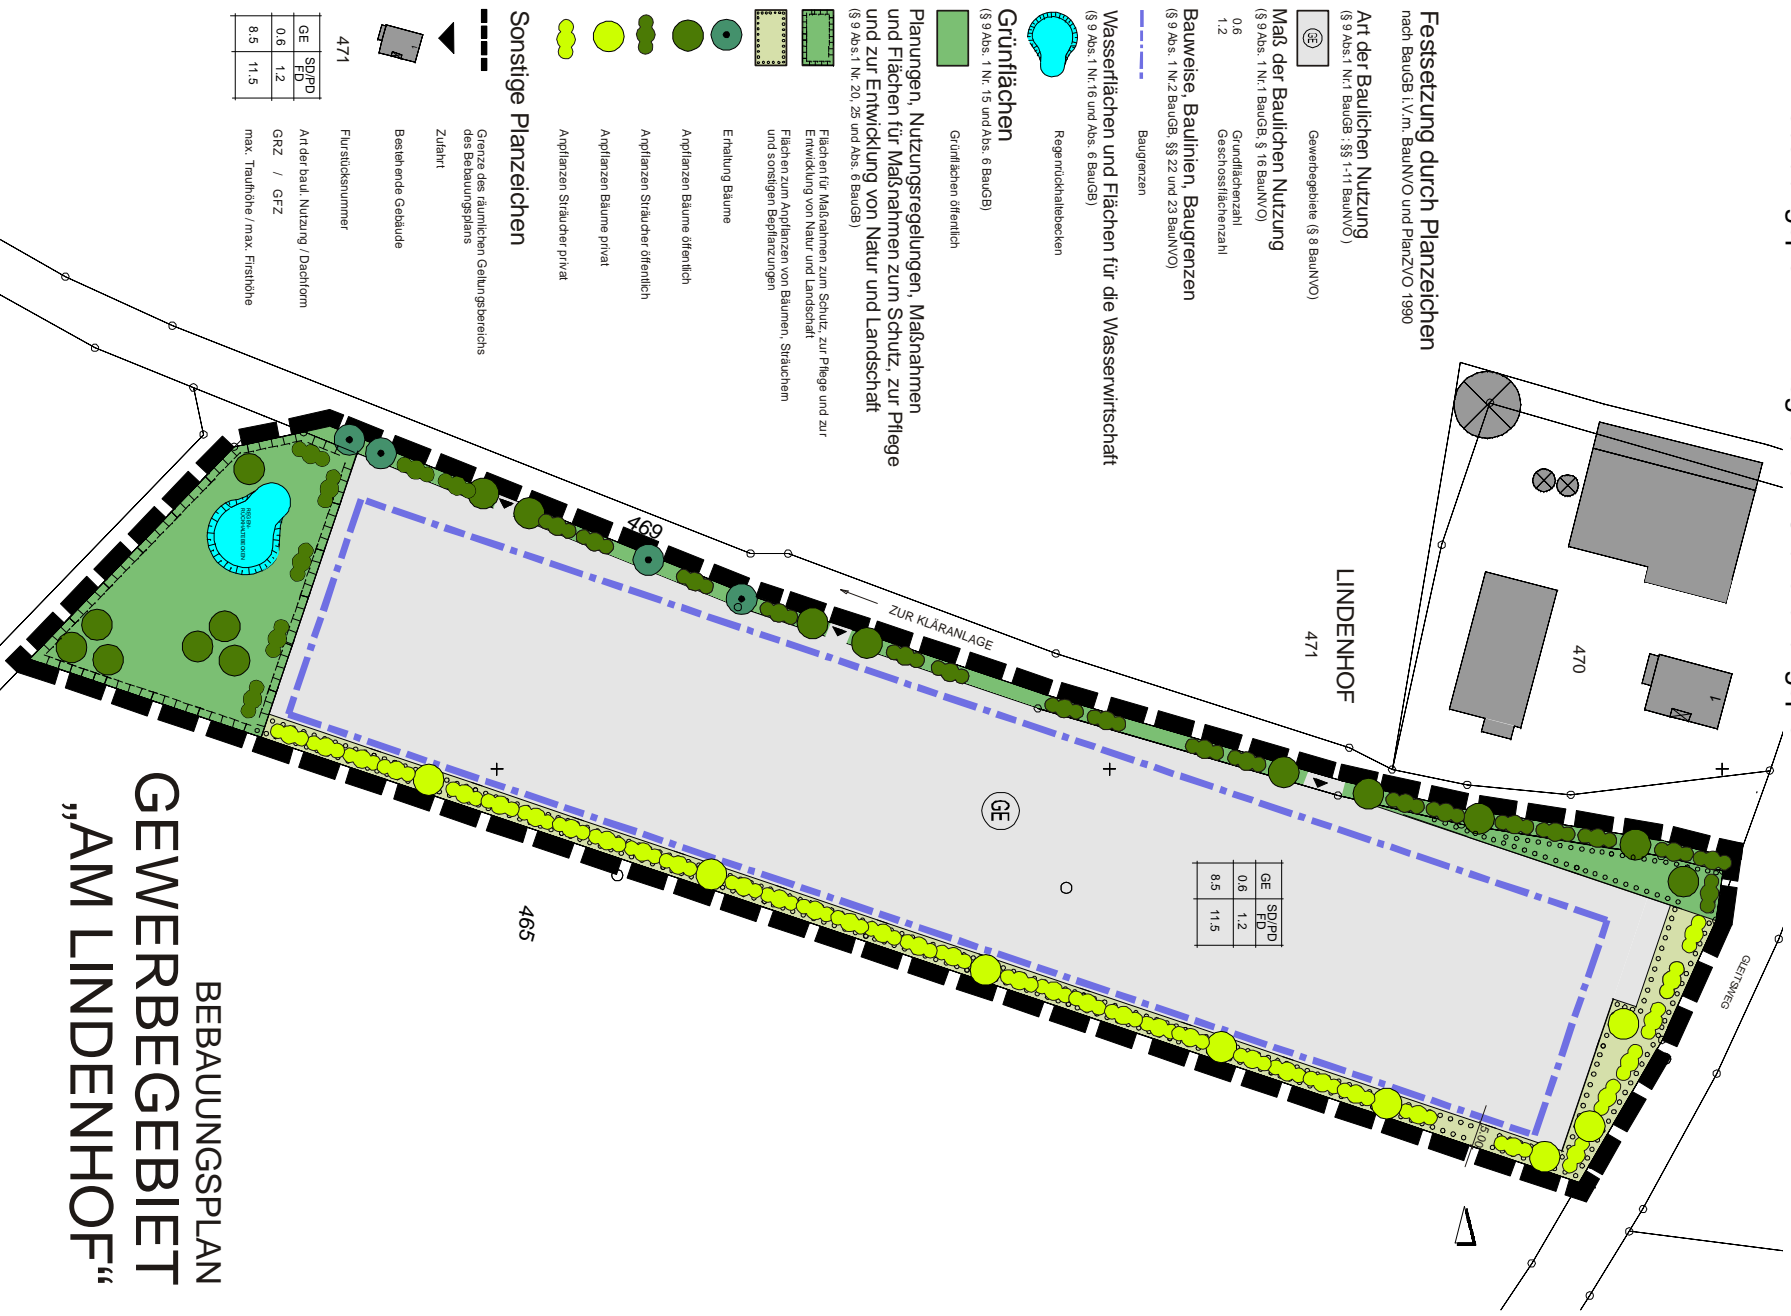 Festsetzung durch Planzeichen
nach BauGB i.V.m. BauNVO und PlanZVO 1990
Art der Baulichen Nutzung
(§ 9 Abs.1 Nr.1 BauGB ; §§ 1-11 BauNVO )
GE
Gewerbegebiete (§ 8 BauNVO)
Maß der Baulichen Nutzung
(§ 9 Abs. 1 Nr.1 BauGB, § 16 BauNVO)
0.6 Grundflächenzahl
1.2 Geschossflächenzahl
Bauweise, Baulinien, Baugrenzen
(§ 9 Abs. 1 Nr.2 BauGB, §§ 22 und 23 BauNVO)
Baugrenzen
Wasserflächen und Flächen für die Wasserwirtschaft
(§ 9 Abs.1 Nr.16 und Abs. 6 BauGB)
Regenrückhaltebecken
Grünflächen
(§ 9 Abs. 1 Nr. 15 und Abs. 6 BauGB)
Grünflächen öffentlich
Planungen, Nutzungsregelungen, Maßnahmen
und Flächen für Maßnahmen zum Schutz, zur Pflege
und zur Entwicklung von Natur und Landschaft
(§ 9 Abs.1 Nr. 20, 25 und Abs. 6 BauGB)
Flächen für Maßnahmen zum Schutz, zur Pflege und zur
Entwicklung von Natur und Landschaft
Flächen zum Anpflanzen von Bäumen, Sträuchern
und sonstigen Bepflanzungen
Erhaltung Bäume
Anpflanzen Bäume öffentlich
Anpflanzen Sträucher öffentlich
Anpflanzen Bäume privat
Anpflanzen Sträucher privat
Sonstige Planzeichen
Grenze des räumlichen Geltungsbereichs
des Bebauungsplans
Zufahrt
Bestehende Gebäude
471 Flurstücksnummer
GE SD/PD
FD
Art der baul. Nutzung / Dachform
0.6 1.2 GRZ / GFZ
8.5 11.5 max. Traufhöhe / max. Firsthöhe
1
470
LINDENHOF
471
469
ZUR KLÄRANLAGE
REGEN-
RÜCKHALTEBECKEN
GE
GE SD/PD
FD
0.6 1.2
8.5 11.5
GLEITSWEG
5.00
465
BEBAUUNGSPLAN
GEWERBEGEBIET
„AM LINDENHOF“